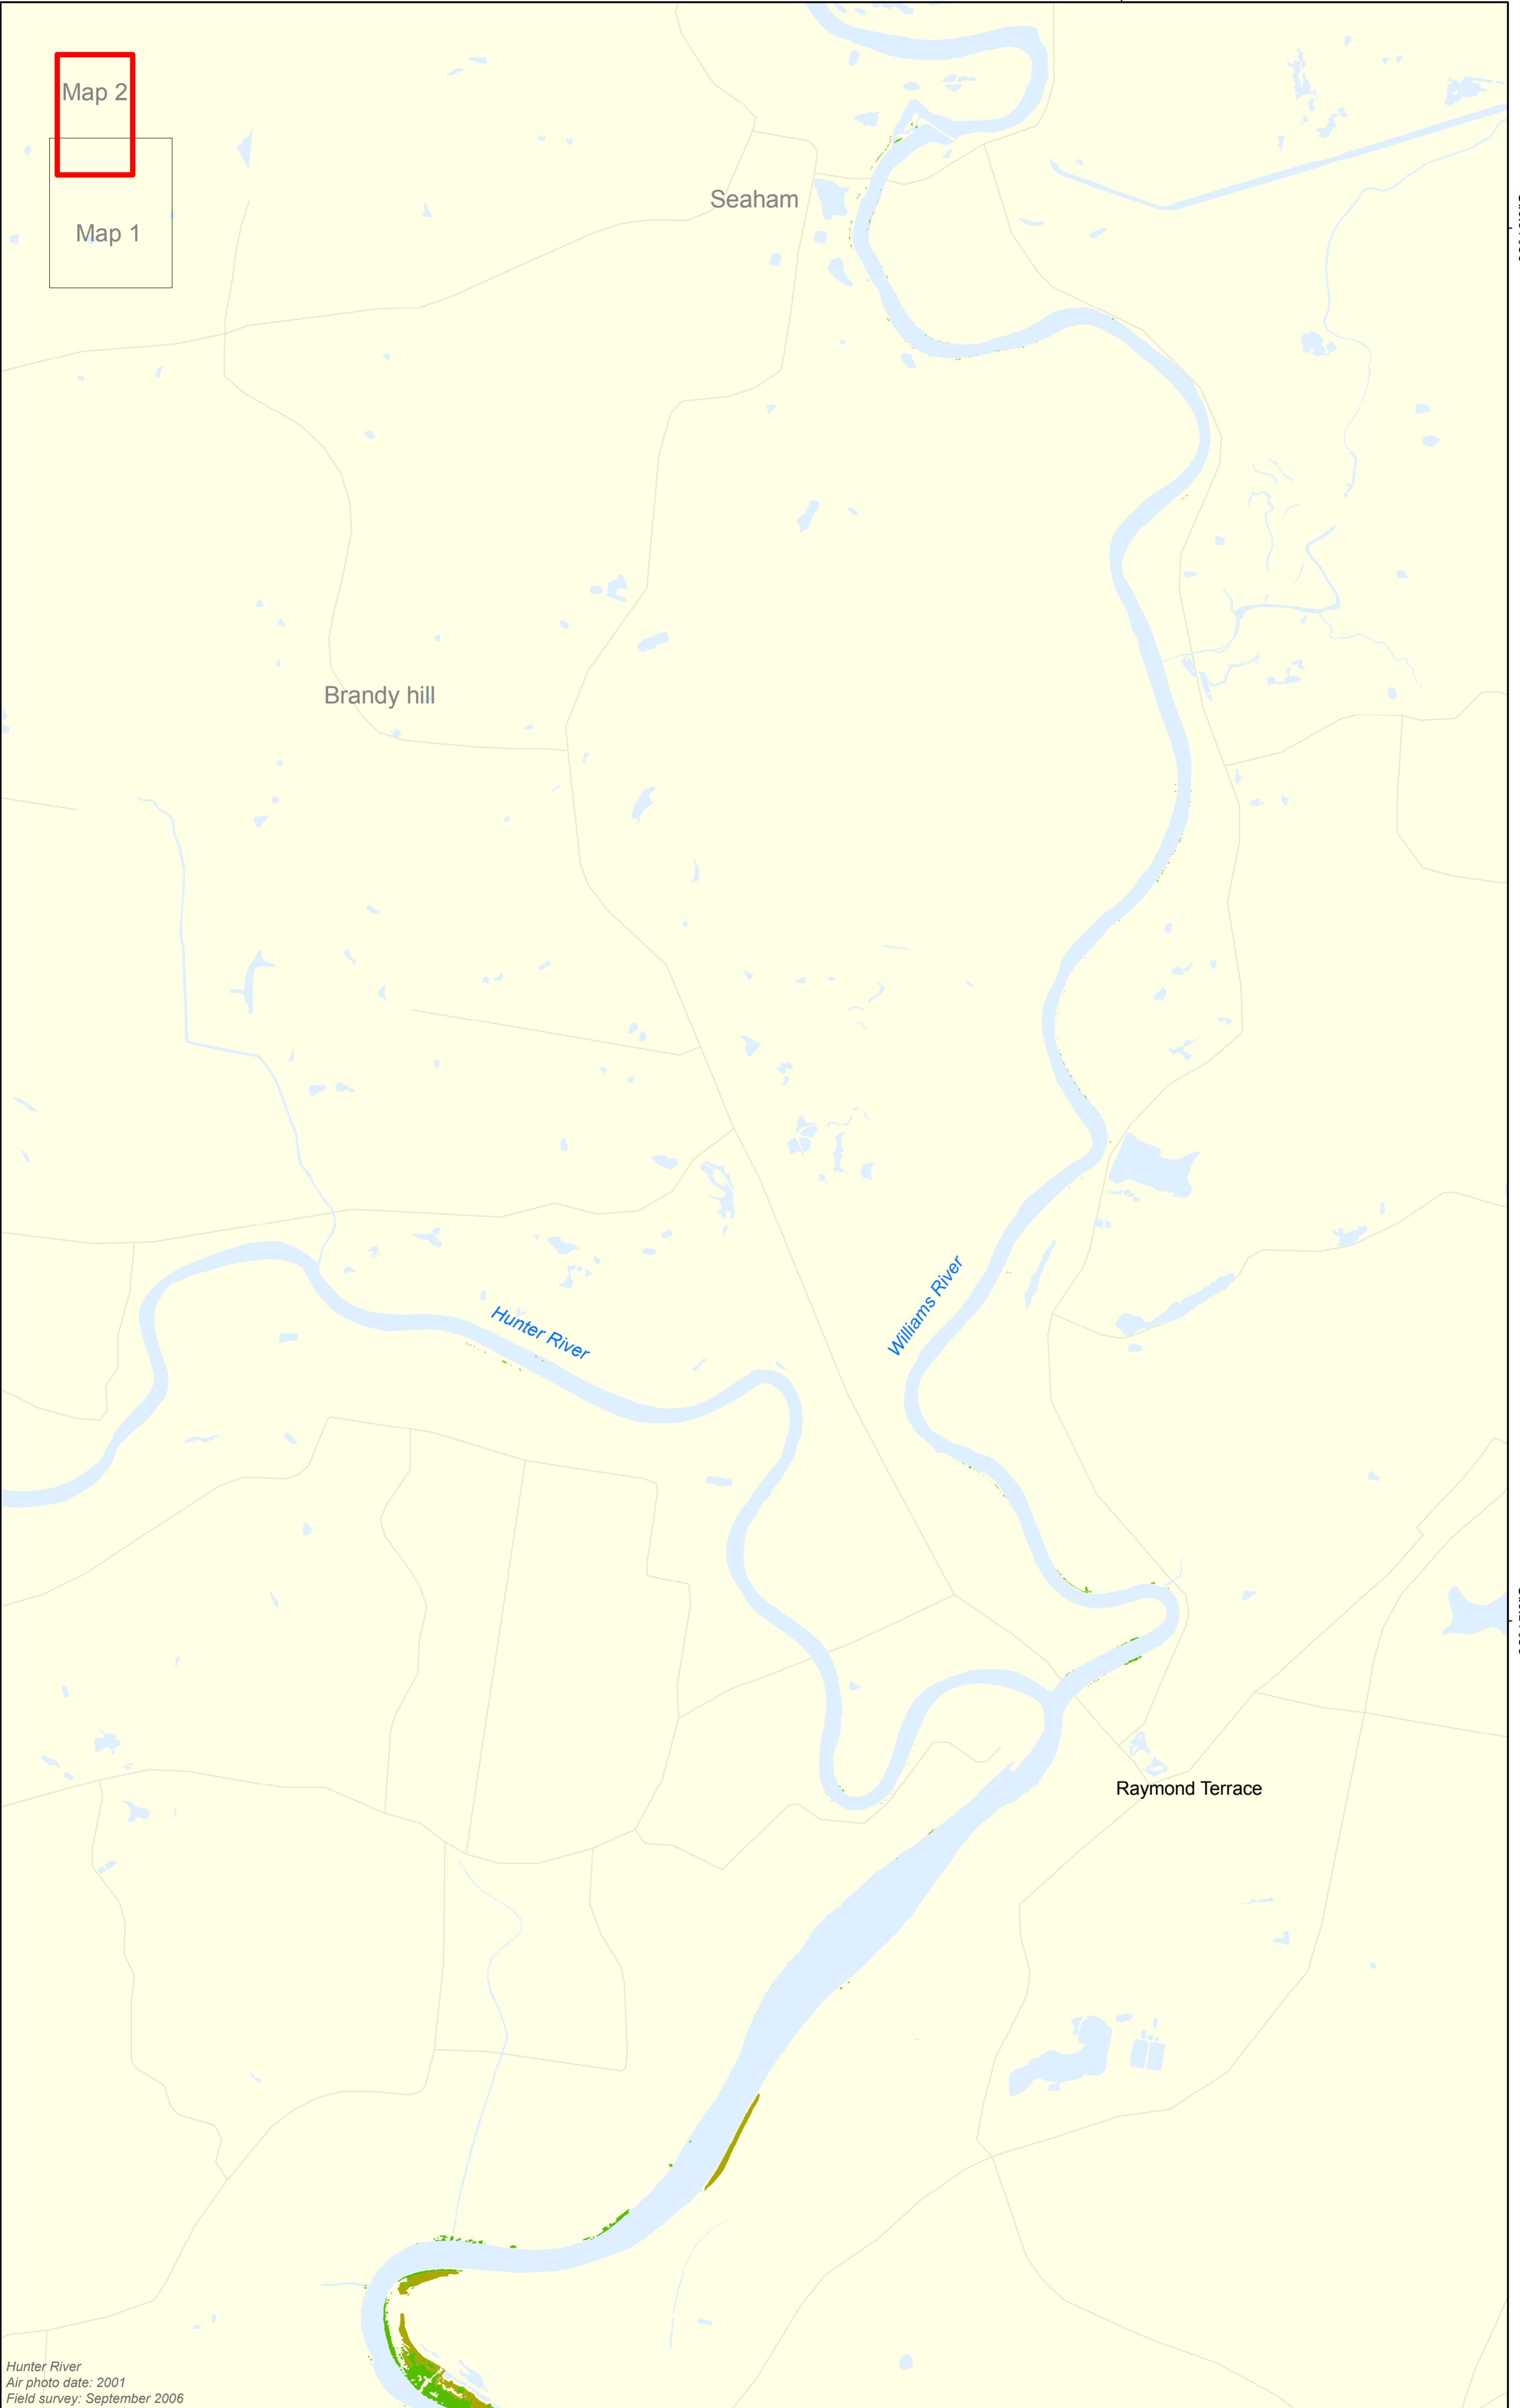 Map 2
Map 1
Seaham
Brandy hill
Hunter River
Williams River
Raymond Terrace
Hunter River
Air photo date: 2001
Field survey: September 2006